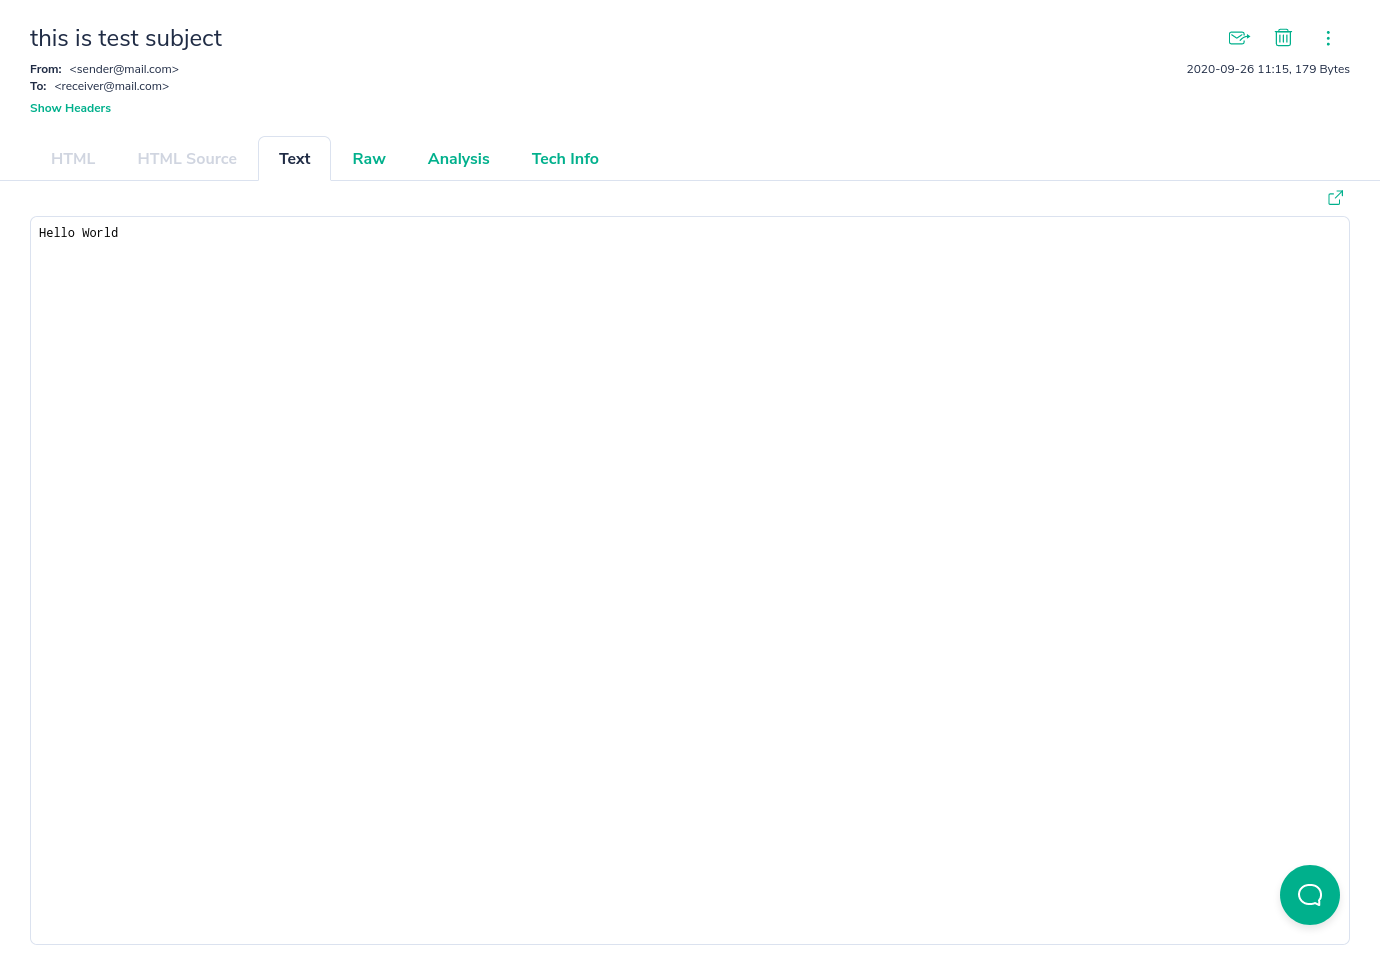 this is test subject
From: <sender@mail.com>
2020-09-26 11:15, 179 Bytes
To: <receiver@mail.com>
Show Headers
HTML HTML Source Text Raw Analysis Tech Info
Hello World